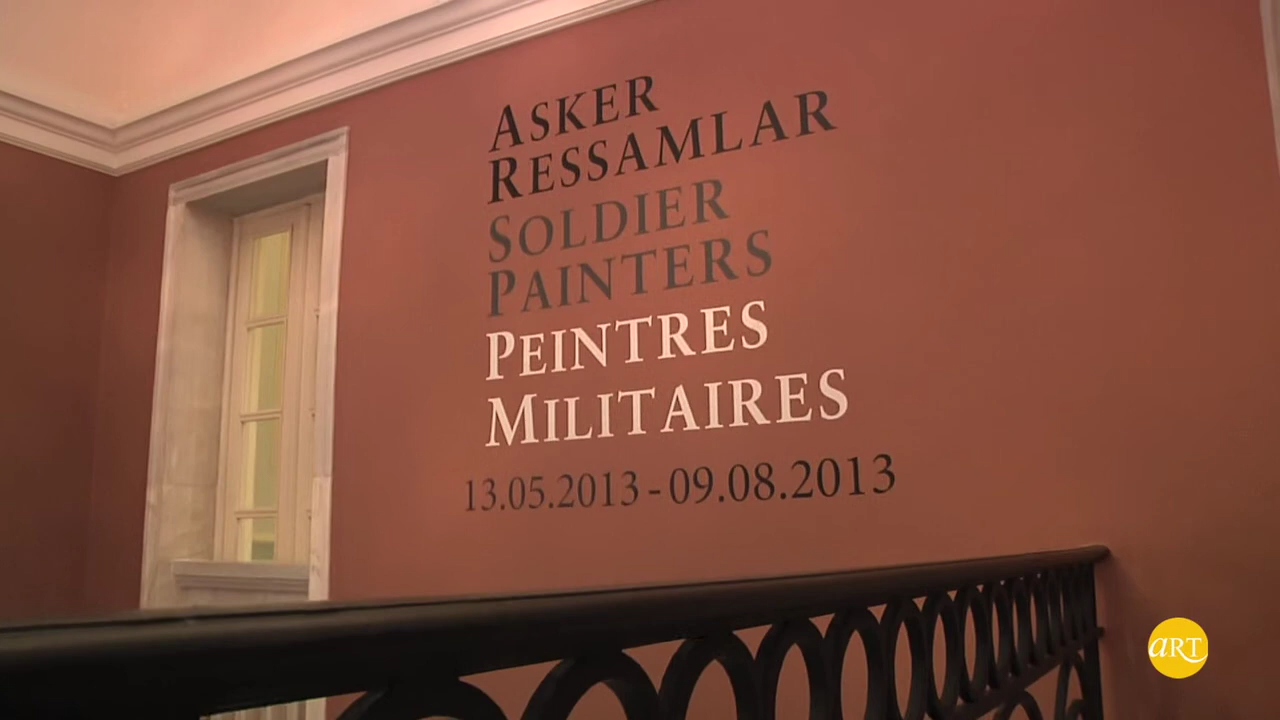 ASKER
RESSAMLAR
SOLDIER
PAINTERS
PEINTRES
MILITAIRES
13.05.2013 - 09.08.2013
aRT